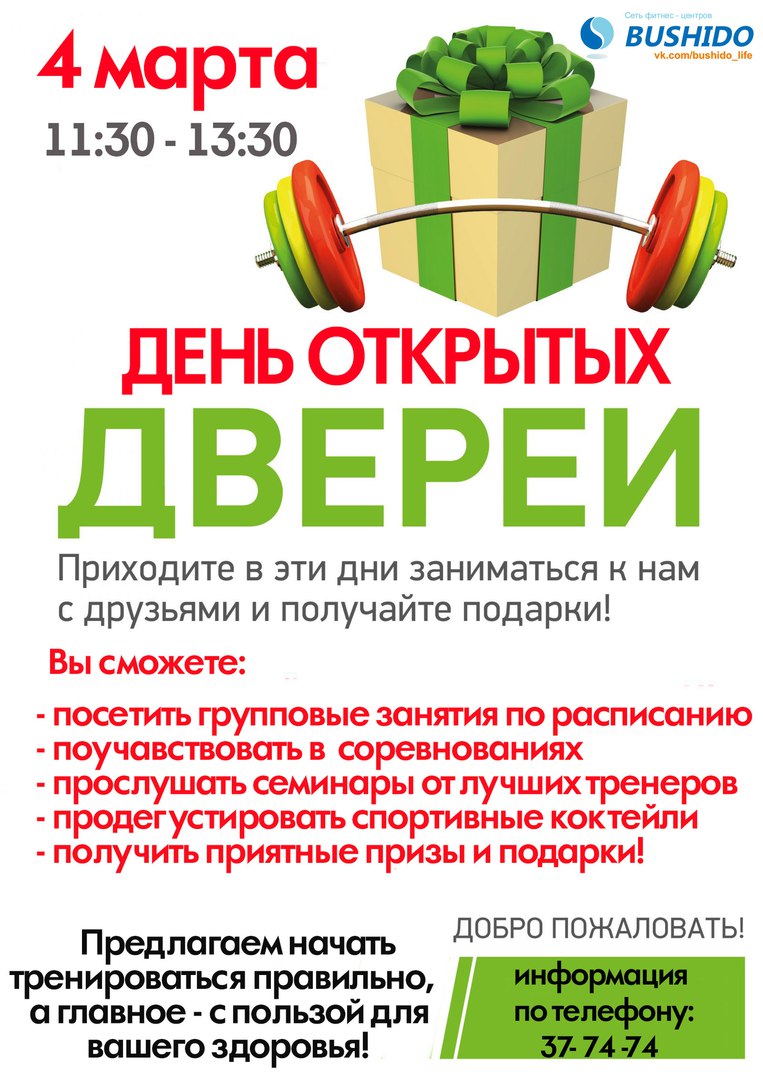 Сеть фитнес - центров
BUSHIDO
vk.com/bushido_life
4 марта
11:30 - 13:30
ДЕНЬ ОТКРЫТЫХ
ДВЕРЕИ
Приходите в эти дни заниматься к нам
с друзьями и получайте подарки!
Вы сможете:
- посетить групповые занятия по расписанию
- поучавствовать в соревнованиях
- прослушать семинары от лучших тренеров
- продегустировать спортивные коктейли
- получить приятные призы и подарки!
Предлагаем начать
тренироваться правильно,
а главное - с пользой для
вашего здоровья!
ДОБРО ПОЖАЛОВАТЬ!
информация
по телефону:
37- 74 -74